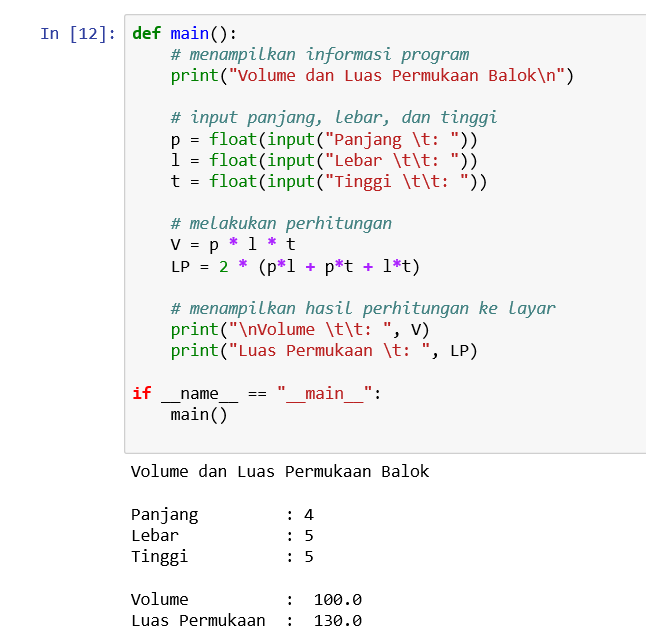 In [12]: def main():
    # menampilkan informasi program
    print("Volume dan Luas Permukaan Balok\n")

    # input panjang, lebar, dan tinggi
    p = float(input("Panjang \t: "))
    l = float(input("Lebar \t\t: "))
    t = float(input("Tinggi \t\t: "))

    # melakukan perhitungan
    V = p * l * t
    LP = 2 * (p*l + p*t + l*t)

    # menampilkan hasil perhitungan ke layar
    print("\nVolume \t\t: ", V)
    print("Luas Permukaan \t: ", LP)

if __name__ == "__main__":
    main()

Volume dan Luas Permukaan Balok

Panjang         : 4
Lebar           : 5
Tinggi          : 5

Volume          :  100.0
Luas Permukaan  :  130.0